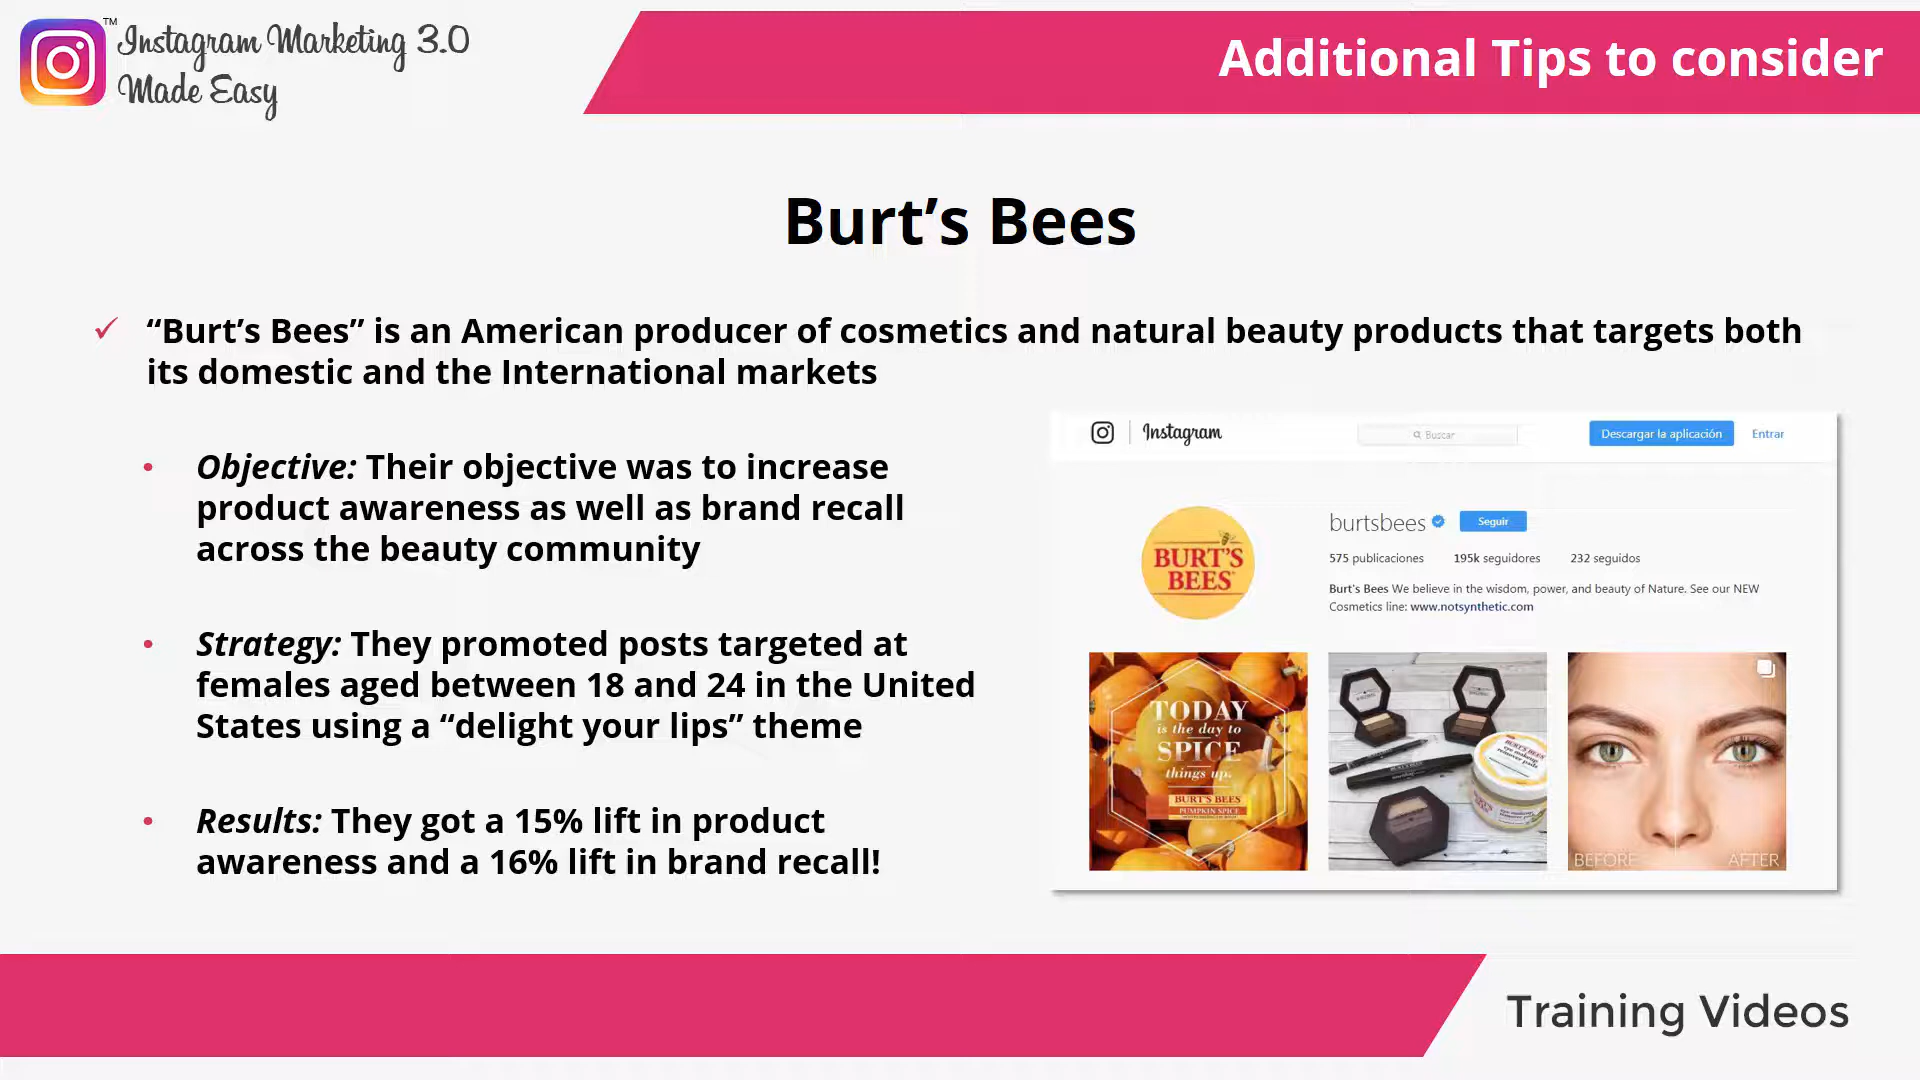 ™
Instagram Marketing 3.0
Made Easy
Additional Tips to consider
Burt’s Bees
“Burt’s Bees” is an American producer of cosmetics and natural beauty products that targets both
its domestic and the International markets
Objective: Their objective was to increase
product awareness as well as brand recall
across the beauty community
Strategy: They promoted posts targeted at
females aged between 18 and 24 in the United
States using a “delight your lips” theme
Results: They got a 15% lift in product
awareness and a 16% lift in brand recall!
Instagram
Buscar
Descargar la aplicación
Entrar
BURT'S
BEES
burtsbees
Seguir
575 publicaciones 195k seguidores 232 seguidos
Burt's Bees We believe in the wisdom, power, and beauty of Nature. See our NEW
Cosmetics line: www.notsynthetic.com
TODAY
is the day to
SPICE
things up.
BURT'S BEES
PUMPKIN SPICE
BURT'S BEES
eye makeup
remover pads
BEFORE
AFTER
Training Videos